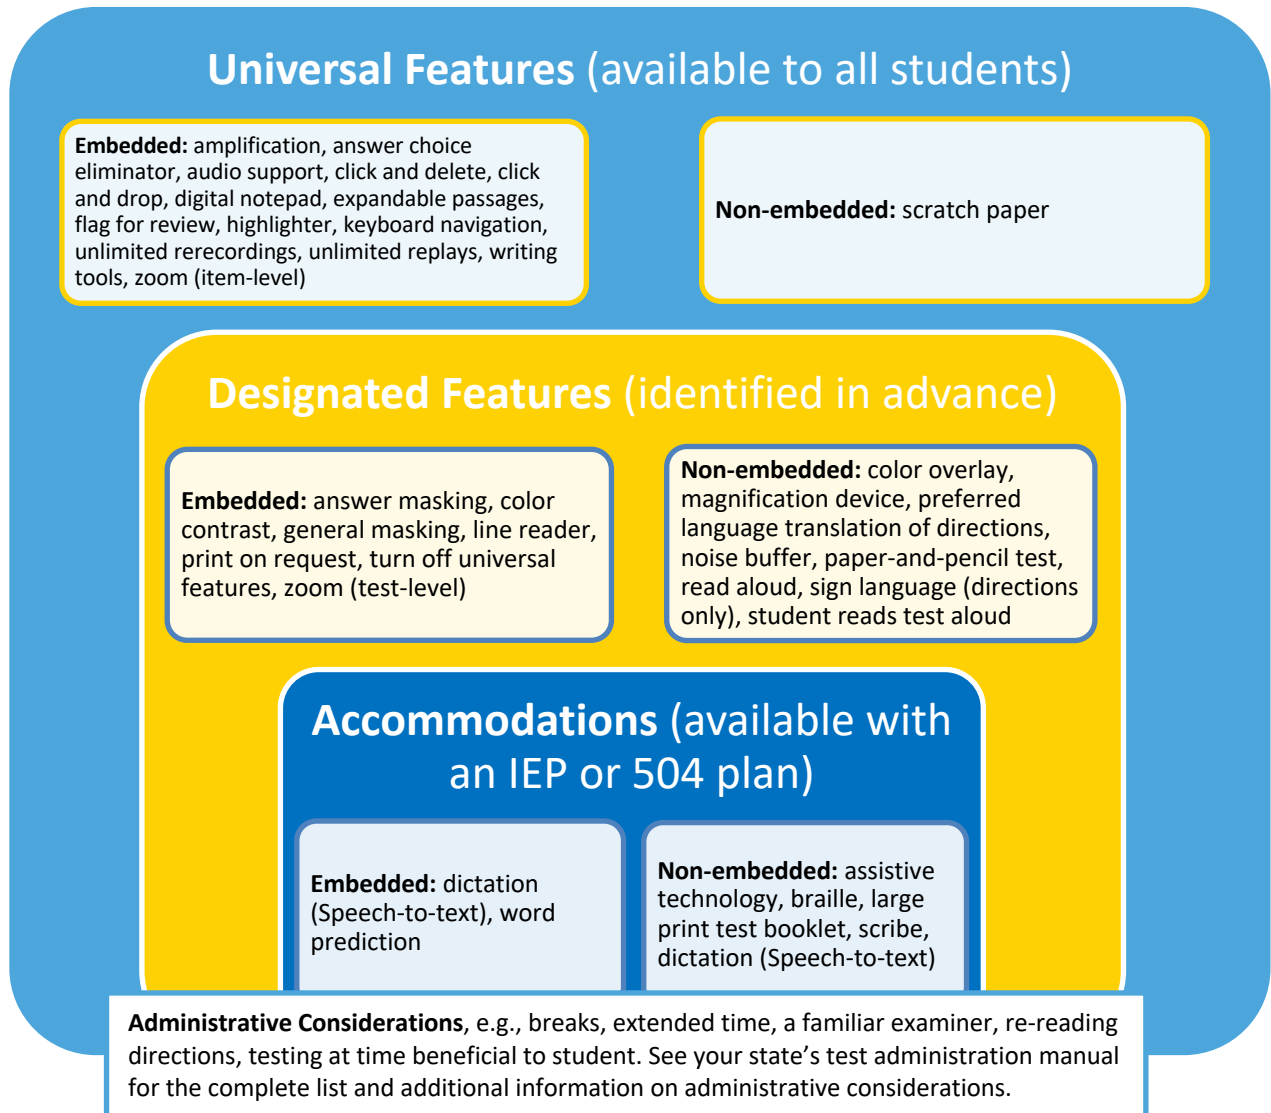 Universal Features (available to all students)
Embedded: amplification, answer choice
eliminator, audio support, click and delete, click
and drop, digital notepad, expandable passages,
flag for review, highlighter, keyboard navigation,
unlimited rerecordings, unlimited replays, writing
tools, zoom (item-level)
Non-embedded: scratch paper
Designated Features (identified in advance)
Embedded: answer masking, color
contrast, general masking, line reader,
print on request, turn off universal
features, zoom (test-level)
Non-embedded: color overlay,
magnification device, preferred
language translation of directions,
noise buffer, paper-and-pencil test,
read aloud, sign language (directions
only), student reads test aloud
Accommodations (available with
an IEP or 504 plan)
Embedded: dictation
(Speech-to-text), word
prediction
Non-embedded: assistive
technology, braille, large
print test booklet, scribe,
dictation (Speech-to-text)
Administrative Considerations, e.g., breaks, extended time, a familiar examiner, re-reading
directions, testing at time beneficial to student. See your state’s test administration manual
for the complete list and additional information on administrative considerations.